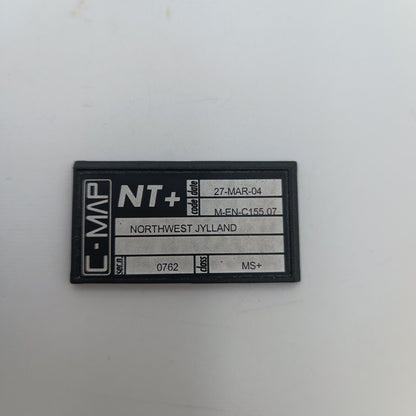 C-MAP
NT+
date 27-MAR-04
code M-EN-C155.07
NORTHWEST JYLLAND
ser.n. 0762 class MS+